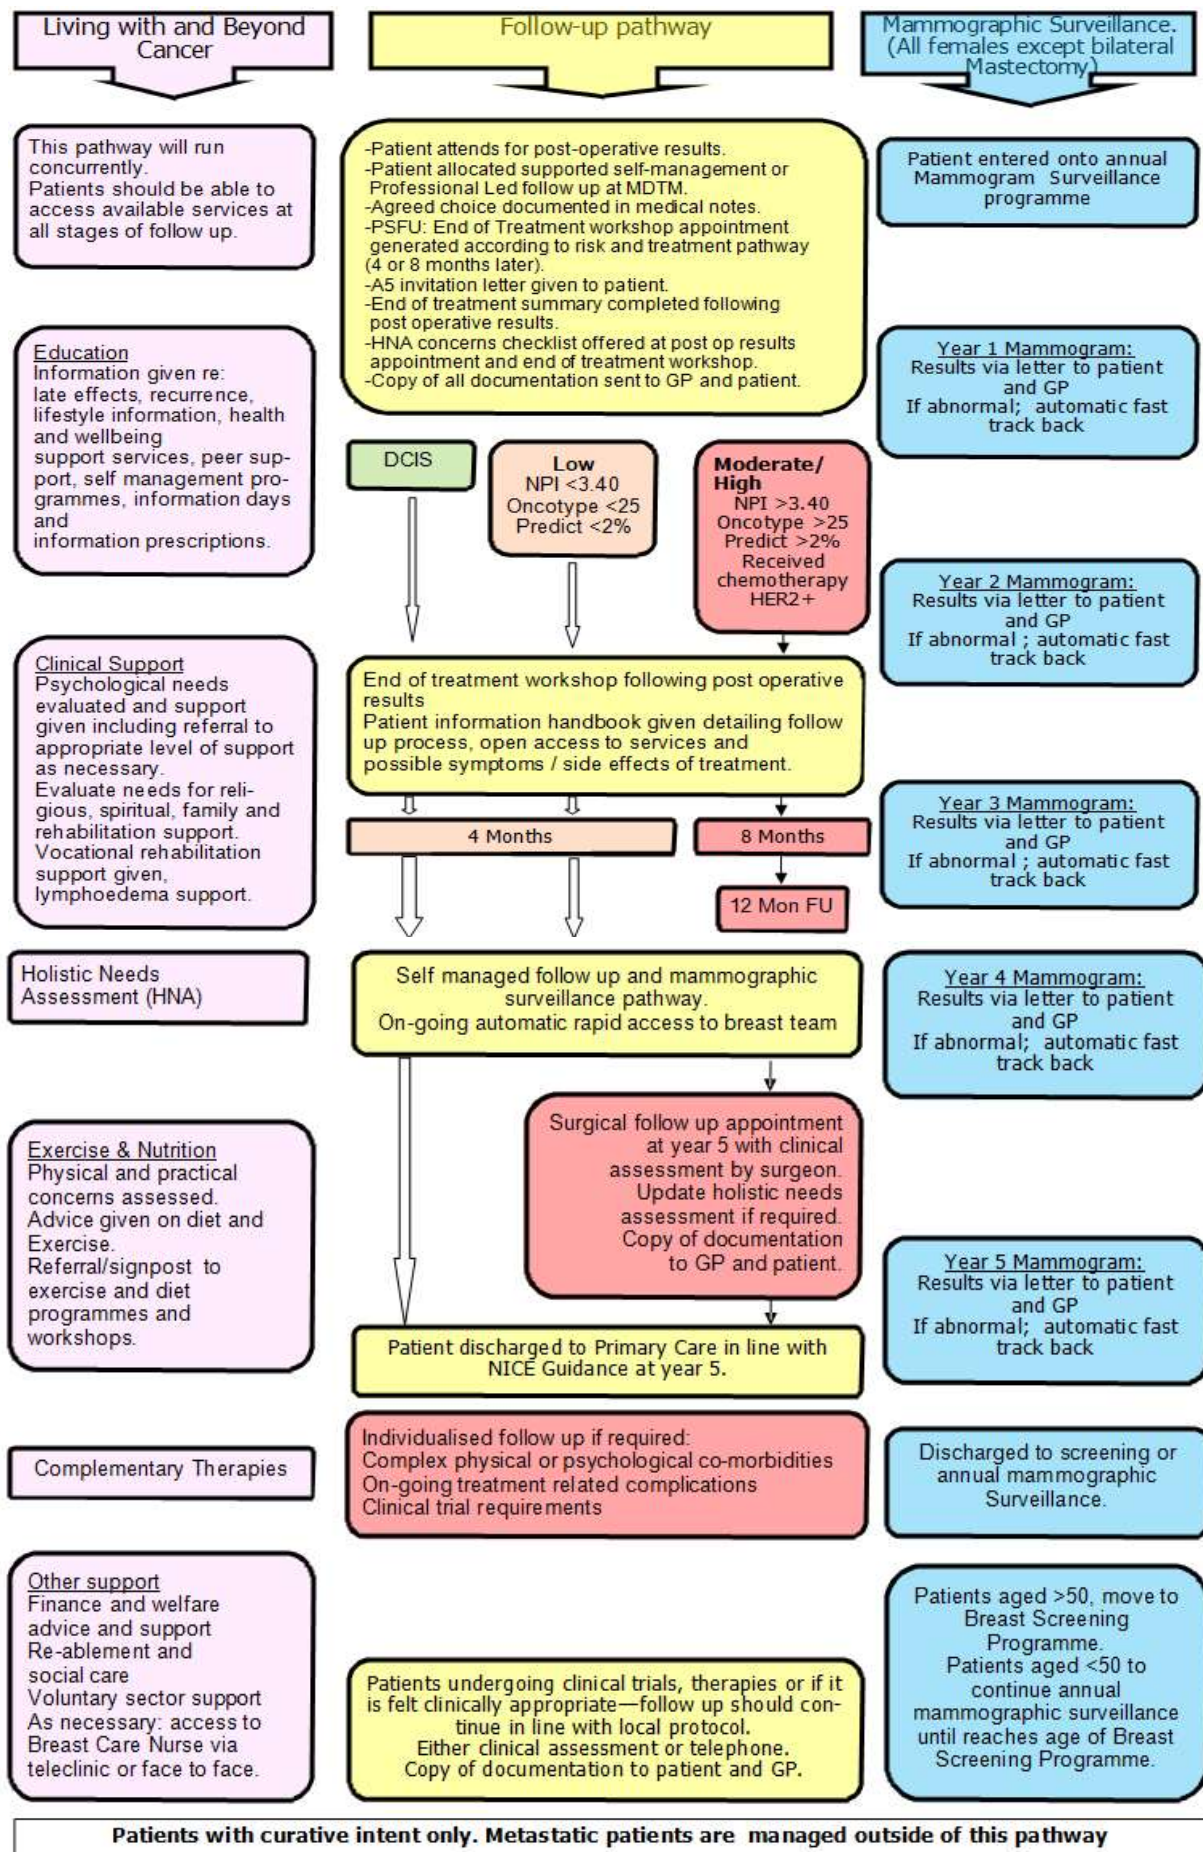 Living with and Beyond
Cancer
This pathway will run
concurrently.
Patients should be able to
access available services at
all stages of follow up.
Education
Information given re:
late effects, recurrence,
lifestyle information, health
and wellbeing
support services, peer sup-
port, self management pro-
grammes, information days
and
information prescriptions.
Clinical Support
Psychological needs
evaluated and support
given including referral to
appropriate level of support
as necessary.
Evaluate needs for reli-
gious, spiritual, family and
rehabilitation support.
Vocational rehabilitation
support given,
lymphoedema support.
Holistic Needs
Assessment (HNA)
Exercise & Nutrition
Physical and practical
concerns assessed.
Advice given on diet and
Exercise.
Referral/signpost to
exercise and diet
programmes and
workshops.
Complementary Therapies
Other support
Finance and welfare
advice and support
Re-ablement and
social care
Voluntary sector support
As necessary: access to
Breast Care Nurse via
teleclinic or face to face.
Follow-up pathway
-Patient attends for post-operative results.
-Patient allocated supported self-management or
Professional Led follow up at MDTM.
-Agreed choice documented in medical notes.
-PSFU: End of Treatment workshop appointment
generated according to risk and treatment pathway
(4 or 8 months later).
-A5 invitation letter given to patient.
-End of treatment summary completed following
post operative results.
-HNA concerns checklist offered at post op results
appointment and end of treatment workshop.
-Copy of all documentation sent to GP and patient.
DCIS
Low
NPI <3.40
Oncotype <25
Predict <2%
Moderate/
High
NPI >3.40
Oncotype >25
Predict >2%
Received
chemotherapy
HER2+
End of treatment workshop following post operative
results
Patient information handbook given detailing follow
up process, open access to services and
possible symptoms / side effects of treatment.
4 Months
8 Months
12 Mon FU
Self managed follow up and mammographic
surveillance pathway.
On-going automatic rapid access to breast team
Surgical follow up appointment
at year 5 with clinical
assessment by surgeon.
Update holistic needs
assessment if required.
Copy of documentation
to GP and patient.
Patient discharged to Primary Care in line with
NICE Guidance at year 5.
Individualised follow up if required:
Complex physical or psychological co-morbidities
On-going treatment related complications
Clinical trial requirements
Patients undergoing clinical trials, therapies or if it
is felt clinically appropriate—follow up should con-
tinue in line with local protocol.
Either clinical assessment or telephone.
Copy of documentation to patient and GP.
Mammographic Surveillance.
(All females except bilateral
Mastectomy)
Patient entered onto annual
Mammogram Surveillance
programme
Year 1 Mammogram:
Results via letter to patient
and GP
If abnormal; automatic fast
track back
Year 2 Mammogram:
Results via letter to patient
and GP
If abnormal ; automatic fast
track back
Year 3 Mammogram:
Results via letter to patient
and GP
If abnormal ; automatic fast
track back
Year 4 Mammogram:
Results via letter to patient
and GP
If abnormal; automatic fast
track back
Year 5 Mammogram:
Results via letter to patient
and GP
If abnormal; automatic fast
track back
Discharged to screening or
annual mammographic
Surveillance.
Patients aged >50, move to
Breast Screening
Programme.
Patients aged <50 to
continue annual
mammographic surveillance
until reaches age of Breast
Screening Programme.
Patients with curative intent only. Metastatic patients are managed outside of this pathway